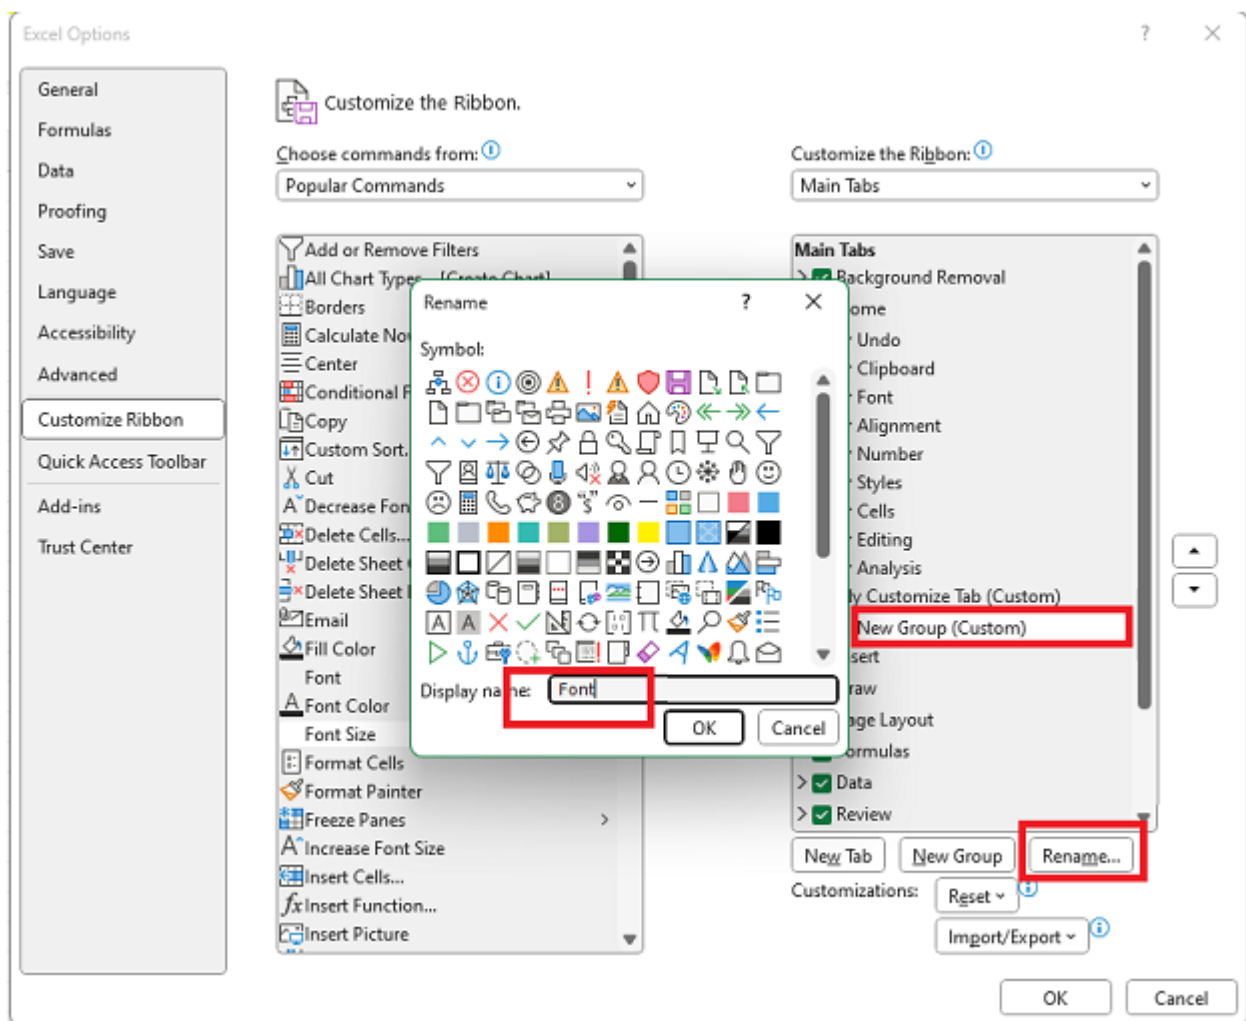 Excel Options
?
General
Formulas
Data
Proofing
Save
Language
Accessibility
Advanced
Customize Ribbon
Quick Access Toolbar
Add-ins
Trust Center
Customize the Ribbon.
Choose commands from:
Popular Commands
Add or Remove Filters
All Chart Types... [Create Chart]
Borders
Calculate Now
Center
Conditional F
Copy
Custom Sort.
Cut
Decrease Fon
Delete Cells...
Delete Sheet
Delete Sheet
Email
Fill Color
Font
Font Color
Font Size
Format Cells
Format Painter
Freeze Panes
Increase Font Size
Insert Cells...
Insert Function...
Insert Picture
Rename
?
Symbol:
Display name:
Font
OK
Cancel
Customize the Ribbon:
Main Tabs
Main Tabs
Background Removal
ome
Undo
Clipboard
Font
Alignment
Number
Styles
Cells
Editing
Analysis
y Customize Tab (Custom)
New Group (Custom)
sert
raw
age Layout
ormulas
Data
Review
New Tab
New Group
Rename...
Customizations:
Reset
Import/Export
OK
Cancel